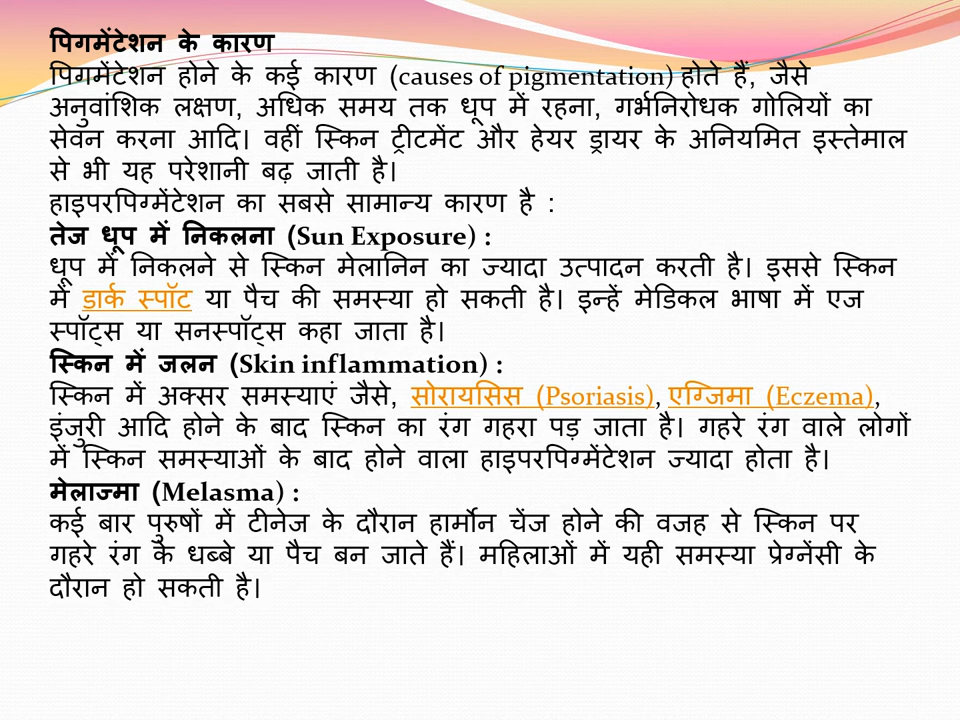 पिगमेंटेशन के कारण
पिगमेंटेशन होने के कई कारण (causes of pigmentation) होते हैं, जैसे
अनुवांशिक लक्षण, अधिक समय तक धूप में रहना, गर्भनिरोधक गोलियों का
सेवन करना आदि। वहीं स्किन ट्रीटमेंट और हेयर ड्रायर के अनियमित इस्तेमाल
से भी यह परेशानी बढ़ जाती है।
हाइपरपिग्मेंटेशन का सबसे सामान्य कारण है :
तेज धूप में निकलना (Sun Exposure) :
धूप में निकलने से स्किन मेलानिन का ज्यादा उत्पादन करती है। इससे स्किन
में डार्क स्पॉट या पैच की समस्या हो सकती है। इन्हें मेडिकल भाषा में एज
स्पॉट्स या सनस्पॉट्स कहा जाता है।
स्किन में जलन (Skin inflammation) :
स्किन में अक्सर समस्याएं जैसे, सोरायसिस (Psoriasis), एग्जिमा (Eczema),
इंजुरी आदि होने के बाद स्किन का रंग गहरा पड़ जाता है। गहरे रंग वाले लोगों
में स्किन समस्याओं के बाद होने वाला हाइपरपिग्मेंटेशन ज्यादा होता है।
मेलाज्मा (Melasma) :
कई बार पुरुषों में टीनेज के दौरान हार्मोन चेंज होने की वजह से स्किन पर
गहरे रंग के धब्बे या पैच बन जाते हैं। महिलाओं में यही समस्या प्रेग्नेंसी के
दौरान हो सकती है।